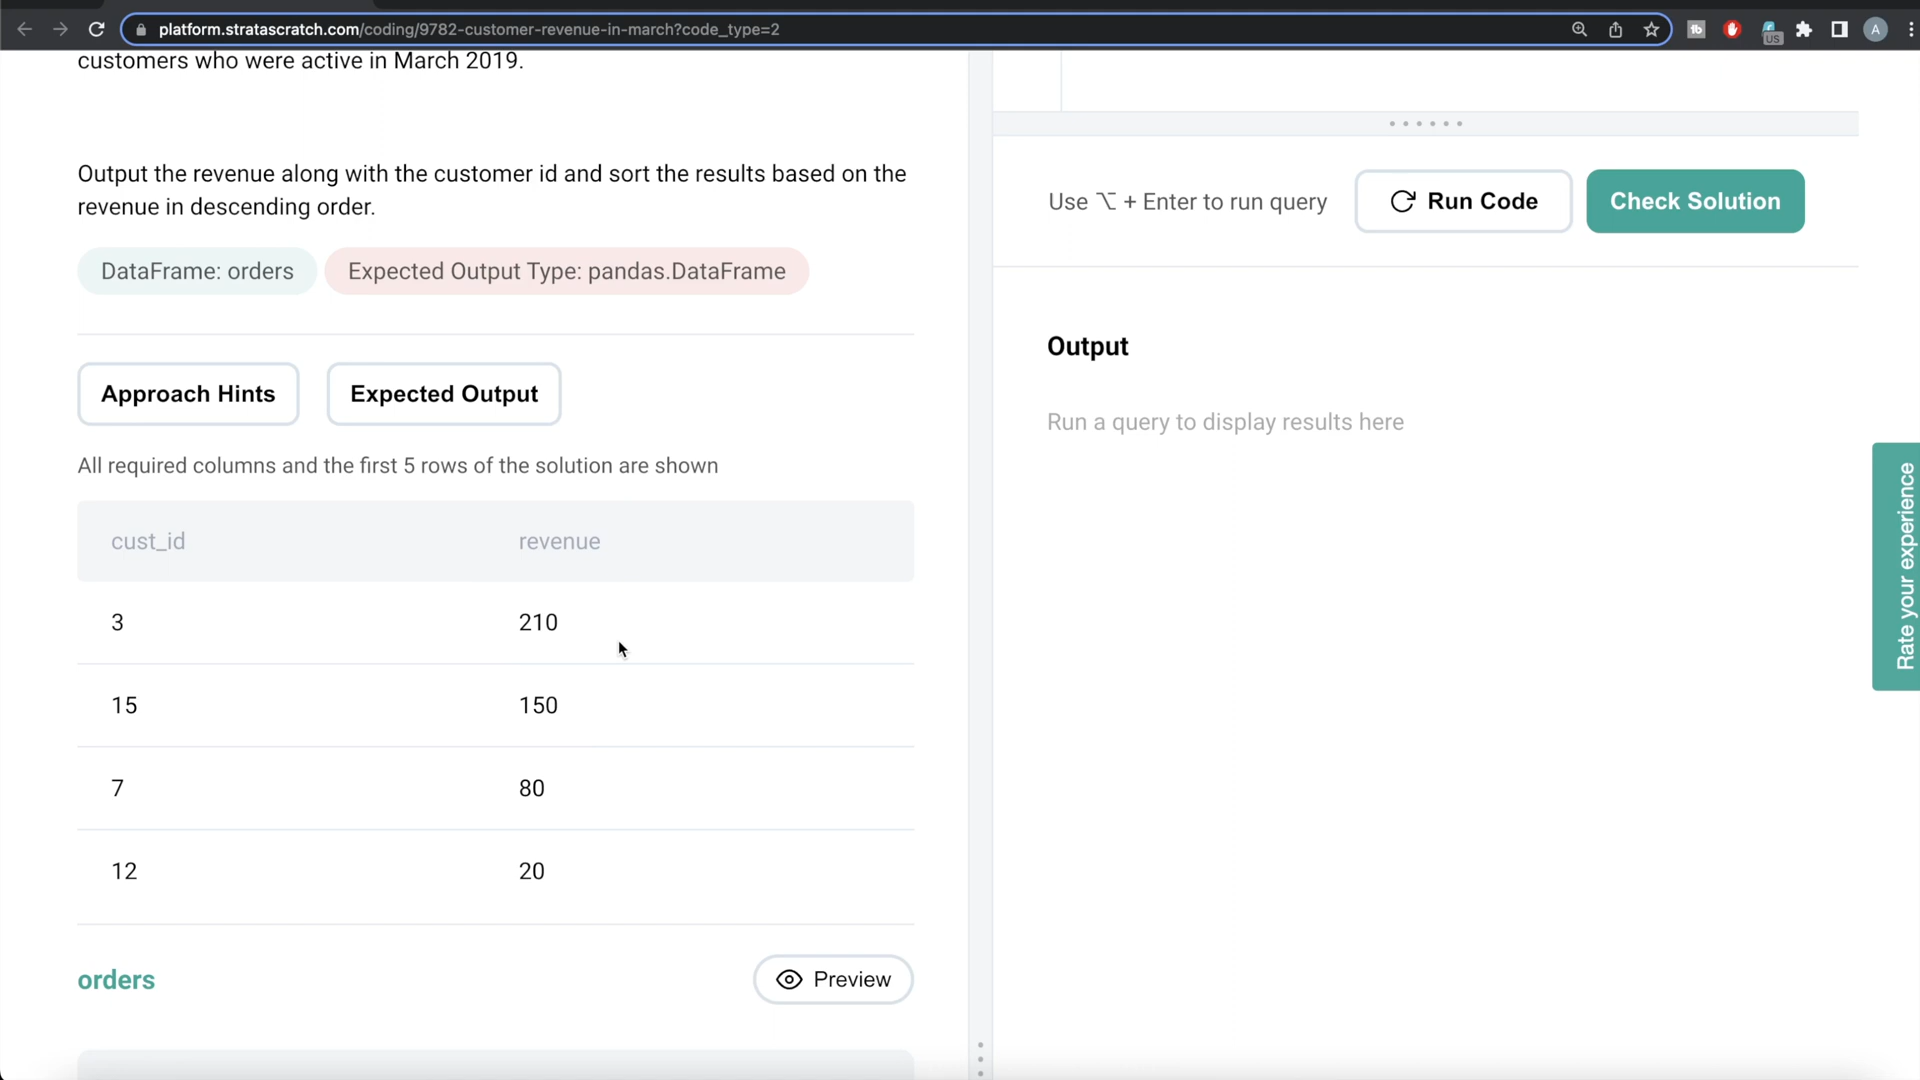 platform.stratascratch.com/coding/9782-customer-revenue-in-march?code_type=2
US
A
customers who were active in March 2019.
Output the revenue along with the customer id and sort the results based on the
revenue in descending order.
DataFrame: orders
Expected Output Type: pandas.DataFrame
Approach Hints
Expected Output
All required columns and the first 5 rows of the solution are shown
cust_id revenue
3 210
15 150
7 80
12 20
orders
Preview
Use ⌥ + Enter to run query
Run Code
Check Solution
Output
Run a query to display results here
Rate your experience